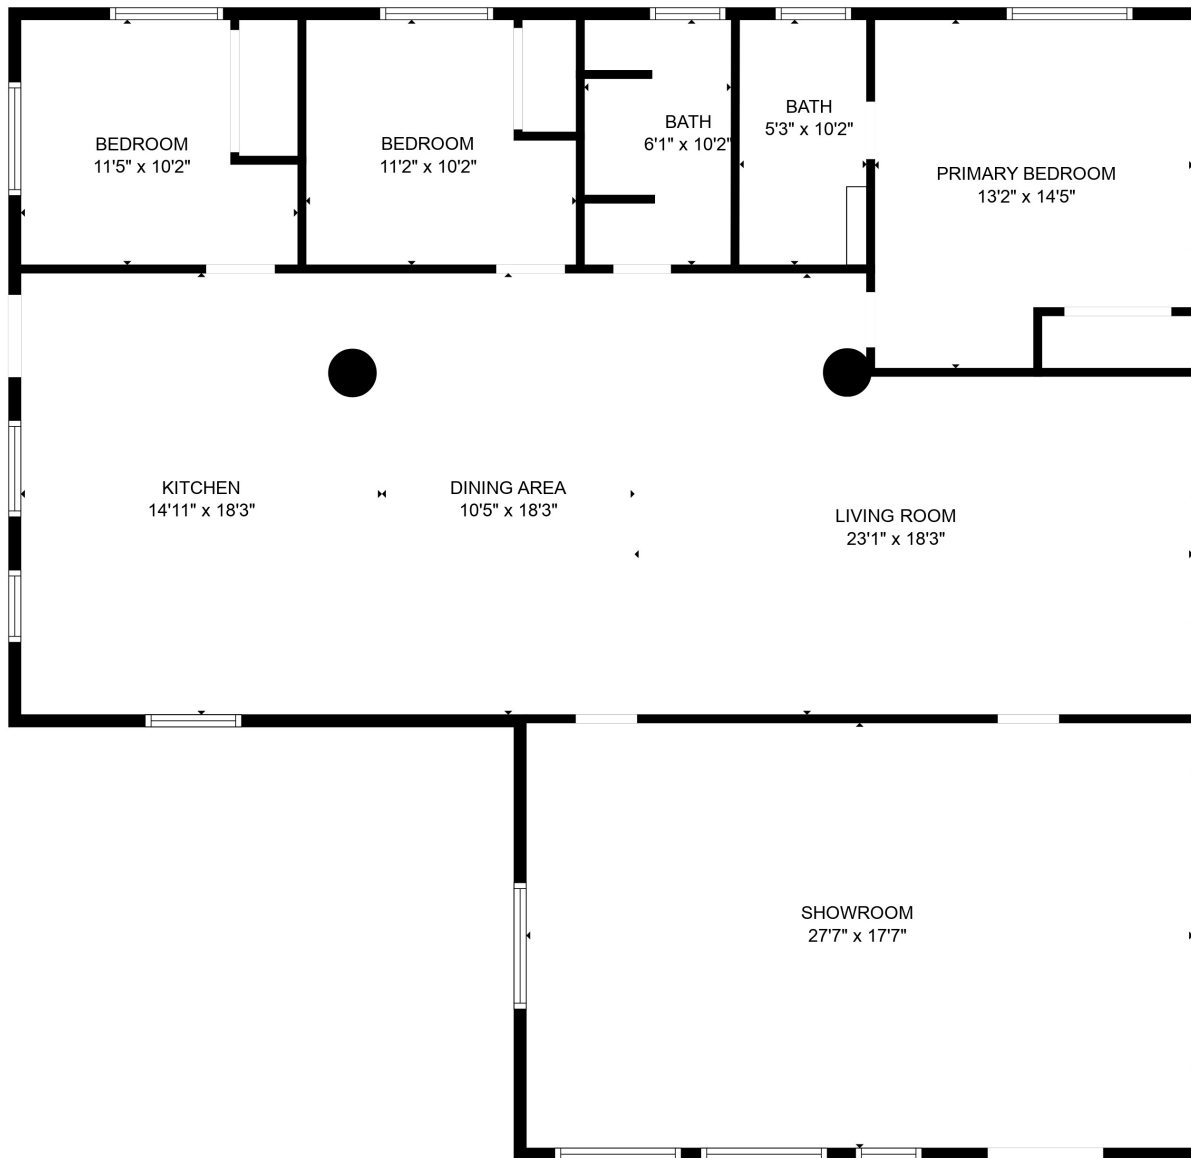 BEDROOM
11'5" x 10'2"
BEDROOM
11'2" x 10'2"
BATH
6'1" x 10'2"
BATH
5'3" x 10'2"
PRIMARY BEDROOM
13'2" x 14'5"
KITCHEN
14'11" x 18'3"
DINING AREA
10'5" x 18'3"
LIVING ROOM
23'1" x 18'3"
SHOWROOM
27'7" x 17'7"